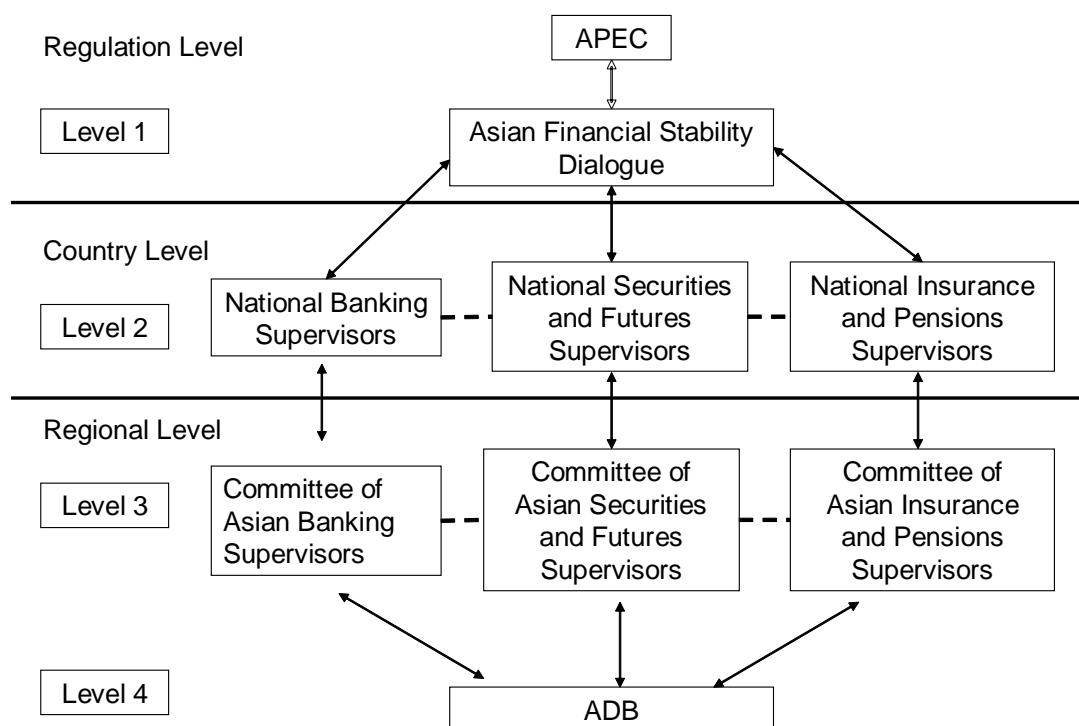 Regulation Level
APEC
Level 1
Asian Financial Stability
Dialogue
Country Level
Level 2
National Banking
Supervisors
National Securities
and Futures
Supervisors
National Insurance
and Pensions
Supervisors
Regional Level
Level 3
Committee of
Asian Banking
Supervisors
Committee of
Asian Securities
and Futures
Supervisors
Committee of
Asian Insurance
and Pensions
Supervisors
Level 4
ADB